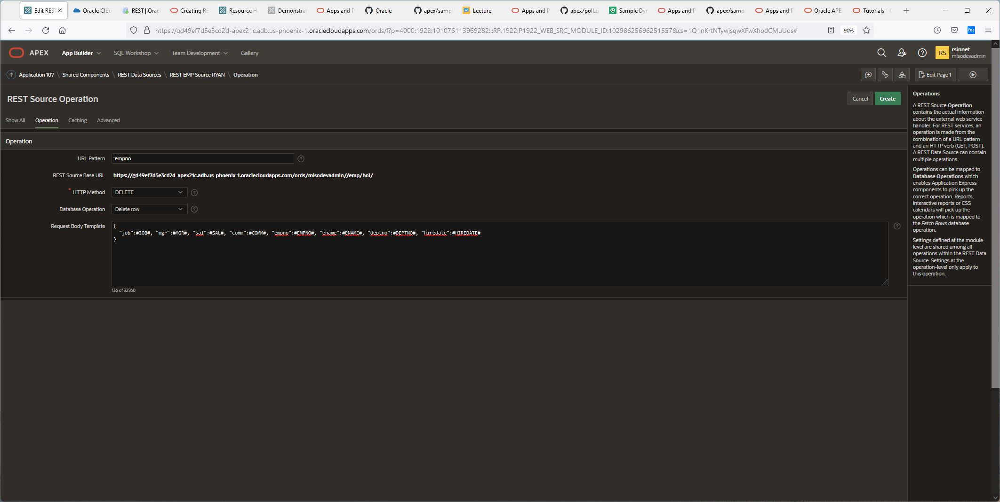 Edit REST
Oracle Clou
REST | Orac
Creating RE
Resource H
Demonstrat
Apps and P
Oracle
apex/samp
Lecture
Apps and P
apex/poll.zi
Sample Dyn
Apps and P
apex/samp
Apps and P
Oracle APE
Tutorials - O
https://gd49ef7d5e3cd2d-apex21c.adb.us-phoenix-1.oraclecloudapps.com/ords/f?p=4000:1922:101076113969282:::RP,1922:P1922_WEB_SRC_MODULE_ID:10298625696251557&cs=1Q1nKrtNTywjsgwXFwXhodCMuUos#
90%
fos
APEX
App Builder
SQL Workshop
Team Development
Gallery
RS
rsinnet
misodevadmin
Application 107 \ Shared Components \ REST Data Sources \ REST EMP Source RYAN \ Operation
Edit Page 1
REST Source Operation
Cancel
Create
Show All
Operation
Caching
Advanced
Operation
URL Pattern
:empno
REST Source Base URL
https://gd49ef7d5e3cd2d-apex21c.adb.us-phoenix-1.oraclecloudapps.com/ords/misodevadmin//emp/hol/
* HTTP Method
DELETE
Database Operation
Delete row
Request Body Template
{
"job":#JOB#, "mgr":#MGR#, "sal":#SAL#, "comm":#COMM#, "empno":#EMPNO#, "ename":#ENAME#, "deptno":#DEPTNO#, "hiredate":#HIREDATE#
}
136 of 32760
Operations
A REST Source Operation
contains the actual information
about the external web service
handler. For REST services, an
operation is made from the
combination of a URL pattern
and an HTTP verb (GET, POST).
A REST Data Source can contain
multiple operations.
Operations can be mapped to
Database Operations which
enables Application Express
components to pick up the
correct operation. Reports,
interactive reports or CSS
calendars will pick up the
operation which is mapped to
the Fetch Rows database
operation.
Settings defined at the module-
level are shared among all
operations within the REST Data
Source. Settings at the
operation-level only apply to
this operation.